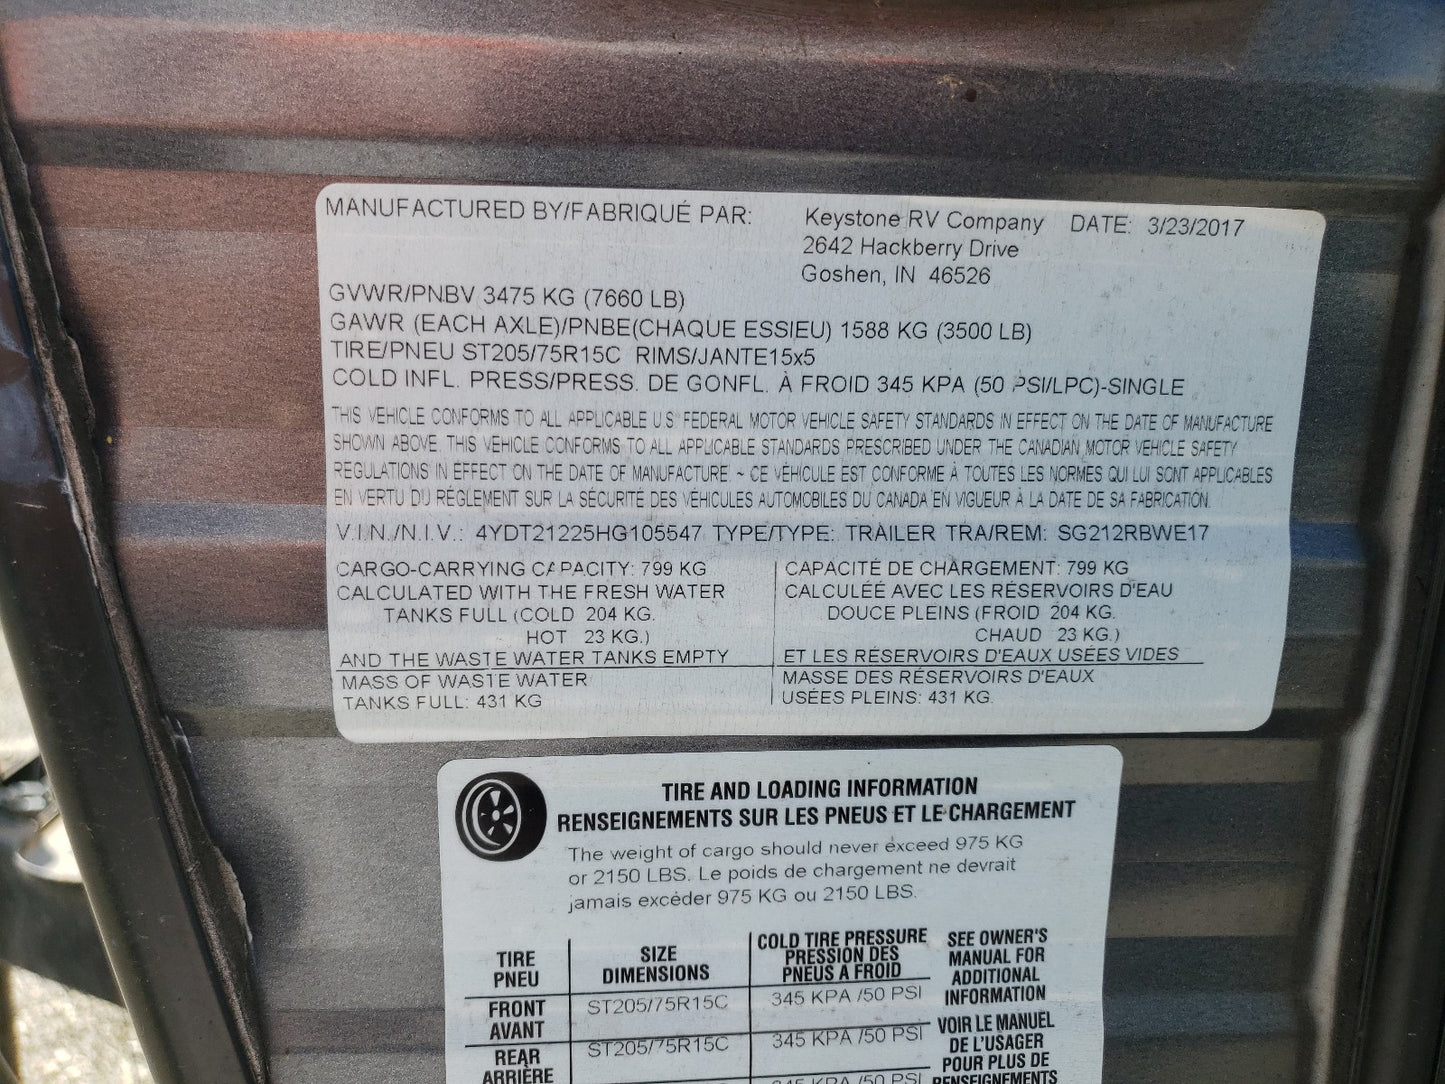 MANUFACTURED BY/FABRIQUÉ PAR: Keystone RV Company DATE: 3/23/2017
2642 Hackberry Drive
Goshen, IN 46526
GVWR/PNBV 3475 KG (7660 LB)
GAWR (EACH AXLE)/PNBE(CHAQUE ESSIEU) 1588 KG (3500 LB)
TIRE/PNEU ST205/75R15C RIMS/JANTE15x5
COLD INFL. PRESS/PRESS. DE GONFL. À FROID 345 KPA (50 PSI/LPC)-SINGLE
THIS VEHICLE CONFORMS TO ALL APPLICABLE U.S. FEDERAL MOTOR VEHICLE SAFETY STANDARDS IN EFFECT ON THE DATE OF MANUFACTURE
SHOWN ABOVE. THIS VEHICLE CONFORMS TO ALL APPLICABLE STANDARDS PRESCRIBED UNDER THE CANADIAN MOTOR VEHICLE SAFETY
REGULATIONS IN EFFECT ON THE DATE OF MANUFACTURE. ~ CE VÉHICULE EST CONFORME À TOUTES LES NORMES QUI LUI SONT APPLICABLES
EN VERTU DU RÉGLEMENT SUR LA SÉCURITÉ DES VÉHICULES AUTOMOBILES DU CANADA EN VIGUEUR À LA DATE DE SA FABRICATION.
V.I.N./N.I.V.: 4YDT21225HG105547 TYPE/TYPE: TRAILER TRA/REM: SG212RBWE17
CARGO-CARRYING CAPACITY: 799 KG
CALCULATED WITH THE FRESH WATER
TANKS FULL (COLD 204 KG.
HOT 23 KG.)
AND THE WASTE WATER TANKS EMPTY
MASS OF WASTE WATER
TANKS FULL: 431 KG
CAPACITÉ DE CHARGEMENT: 799 KG
CALCULÉE AVEC LES RÉSERVOIRS D'EAU
DOUCE PLEINS (FROID 204 KG.
CHAUD 23 KG.)
ET LES RÉSERVOIRS D'EAUX USÉES VIDES
MASSE DES RÉSERVOIRS D'EAUX
USÉES PLEINS: 431 KG.
TIRE AND LOADING INFORMATION
RENSEIGNEMENTS SUR LES PNEUS ET LE CHARGEMENT
The weight of cargo should never exceed 975 KG
or 2150 LBS. Le poids de chargement ne devrait
jamais excéder 975 KG ou 2150 LBS.
TIRE
PNEU
SIZE
DIMENSIONS
COLD TIRE PRESSURE
PRESSION DES
PNEUS A FROID
FRONT
AVANT
ST205/75R15C
345 KPA /50 PSI
REAR
ARRIÈRE
ST205/75R15C
345 KPA /50 PSI
345 KPA /50 PSI
SEE OWNER'S
MANUAL FOR
ADDITIONAL
INFORMATION
VOIR LE MANUEL
DE L'USAGER
POUR PLUS DE
RENSEIGNEMENTS